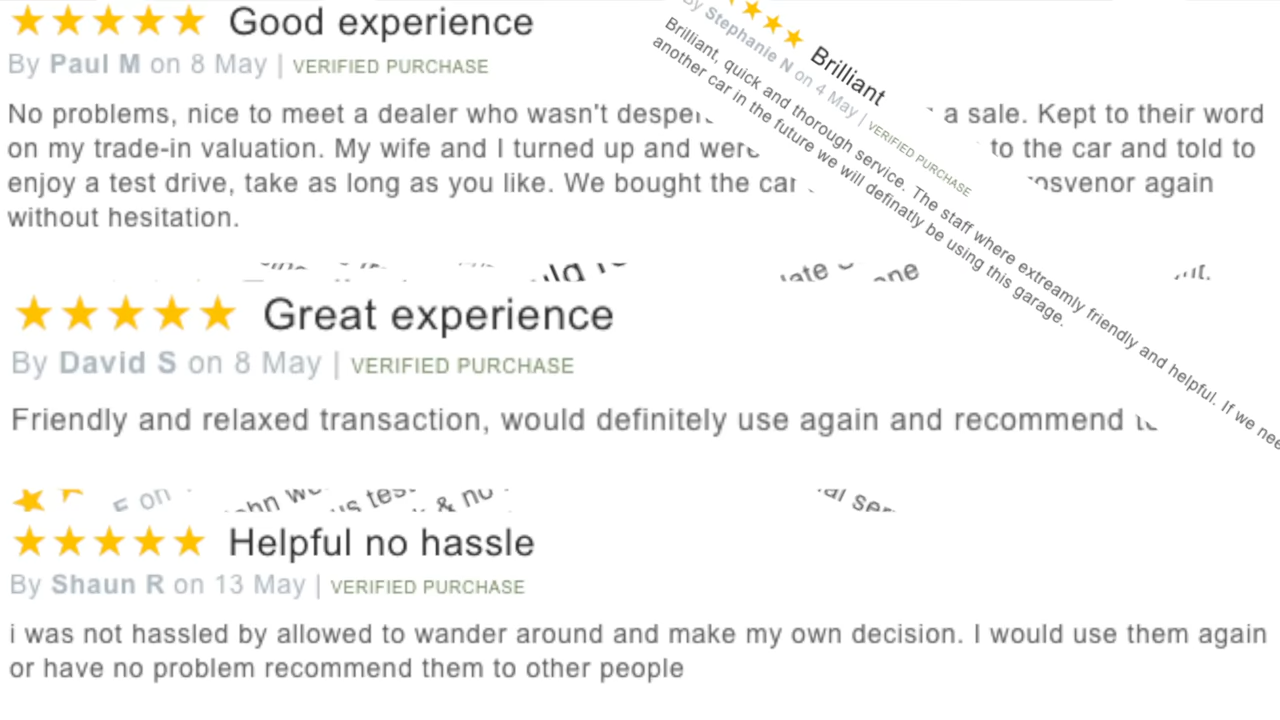 Good experience
By Paul M on 8 May | VERIFIED PURCHASE
No problems, nice to meet a dealer who wasn't a sale. Kept to their word
on my trade-in valuation. My wife and I turned up and were to the car and told to
enjoy a test drive, take as long as you like. We bought the car again
without hesitation.
Brilliant
By Stephanie N on 4 May | VERIFIED PURCHASE
Brilliant, quick and thorough service. The staff where extreamly friendly and helpful. If we
another car in the future we will definatly be using this garage.
Great experience
By David S on 8 May | VERIFIED PURCHASE
Friendly and relaxed transaction, would definitely use again and recommend
Helpful no hassle
By Shaun R on 13 May | VERIFIED PURCHASE
i was not hassled by allowed to wander around and make my own decision. I would use them again
or have no problem recommend them to other people